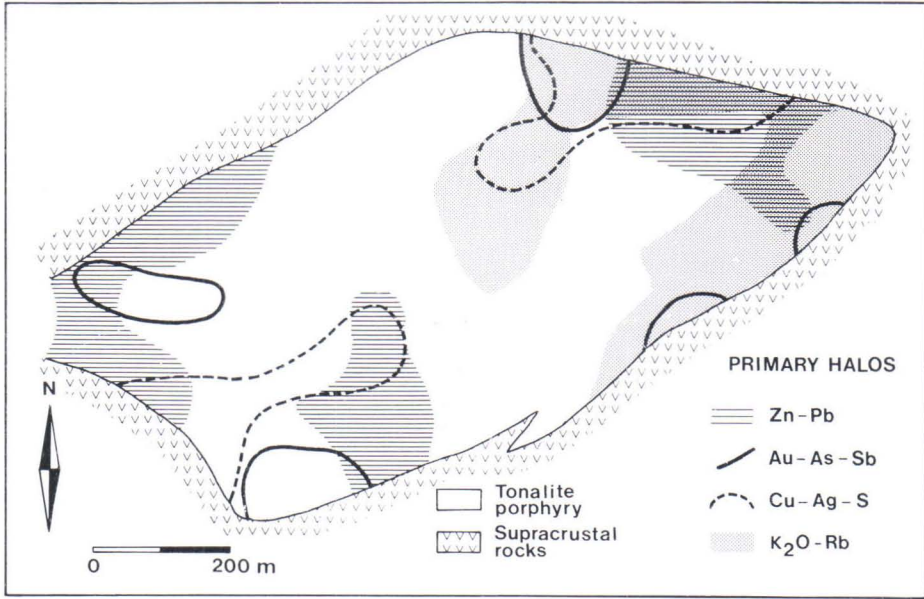 PRIMARY HALOS
N
Zn-Pb
Au-As-Sb
Cu-Ag-S
K₂O-Rb
Tonalite
porphyry
Supracrustal
rocks
0 200 m